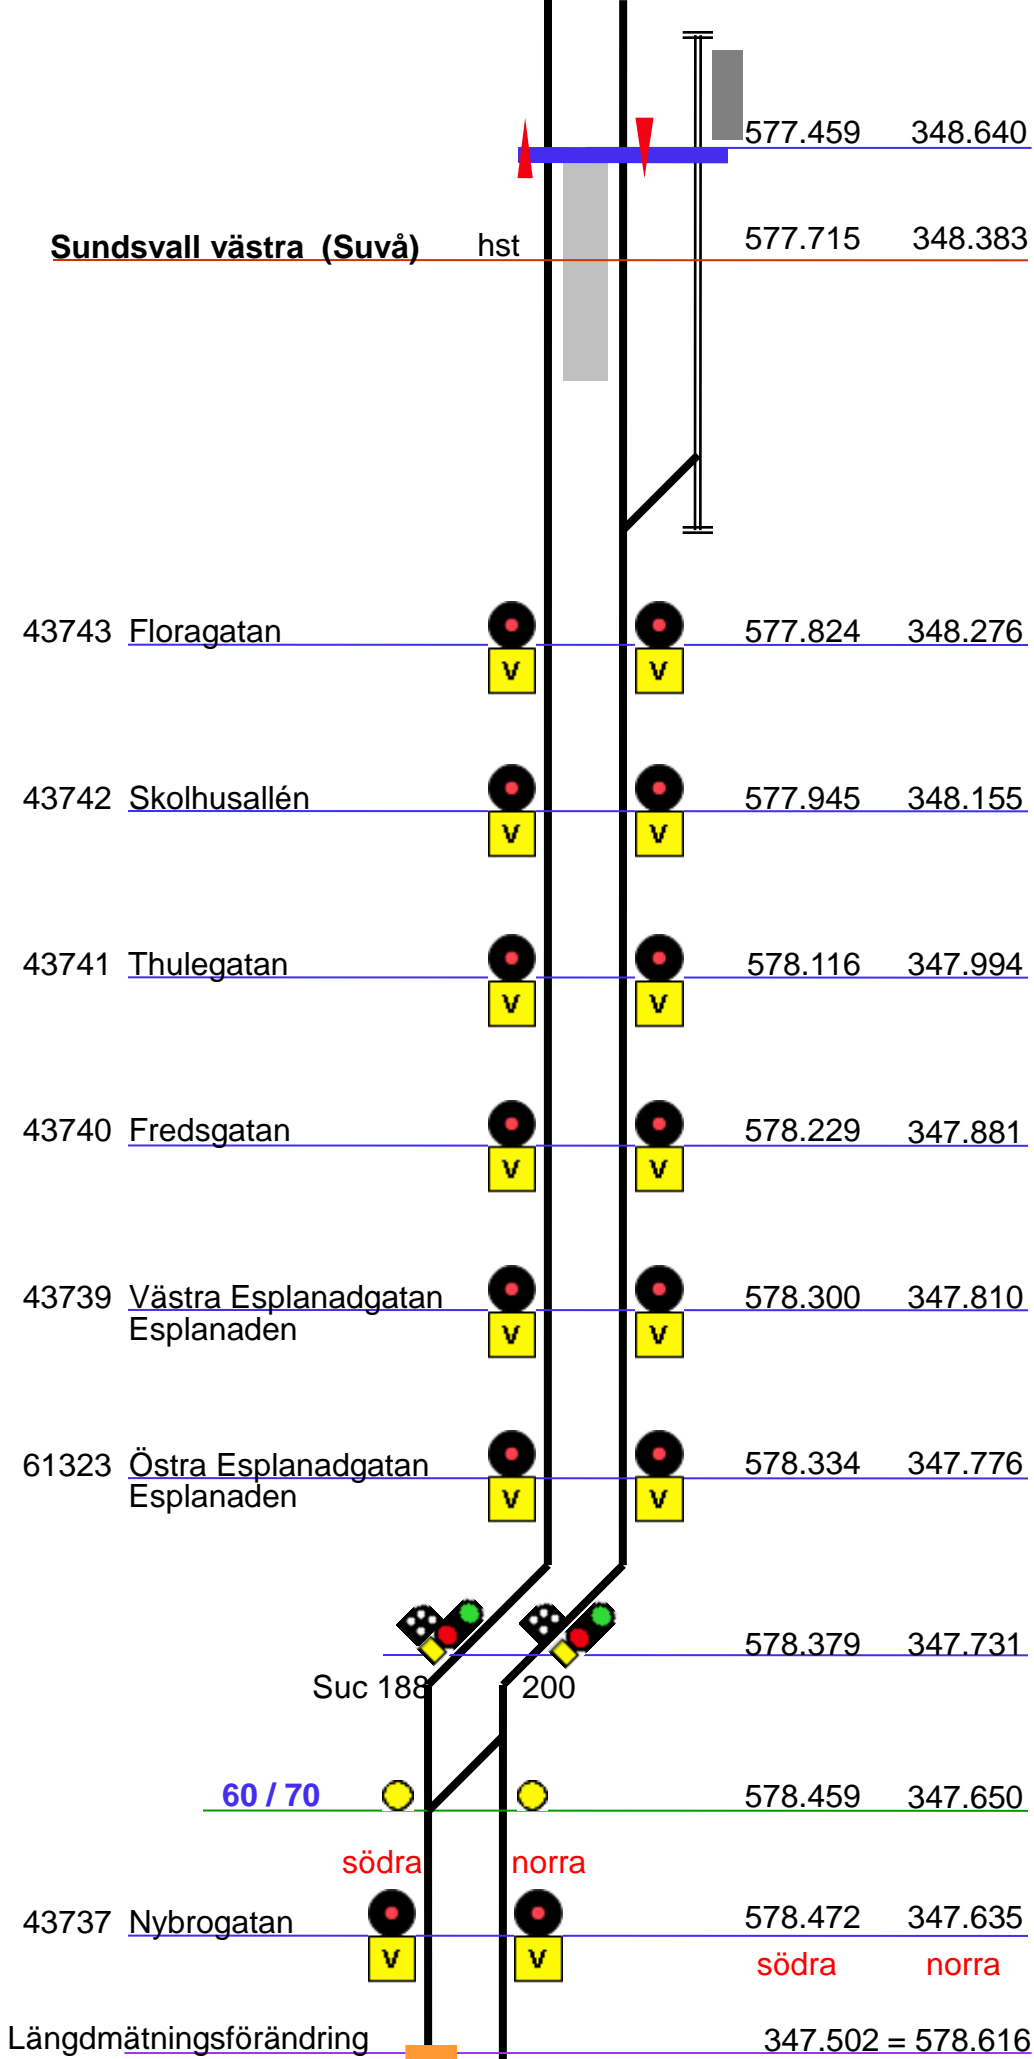 577.459 348.640
Sundsvall västra (Suvå) hst 577.715 348.383
43743 Floragatan V V 577.824 348.276
43742 Skolhusallén V V 577.945 348.155
43741 Thulegatan V V 578.116 347.994
43740 Fredsgatan V V 578.229 347.881
43739 Västra Esplanadgatan V V 578.300 347.810
Esplanaden
61323 Östra Esplanadgatan V V 578.334 347.776
Esplanaden
578.379 347.731
Suc 188 200
60 / 70 578.459 347.650
södra norra
43737 Nybrogatan V V 578.472 347.635
södra norra
Längdmätningsförändring 347.502 = 578.616